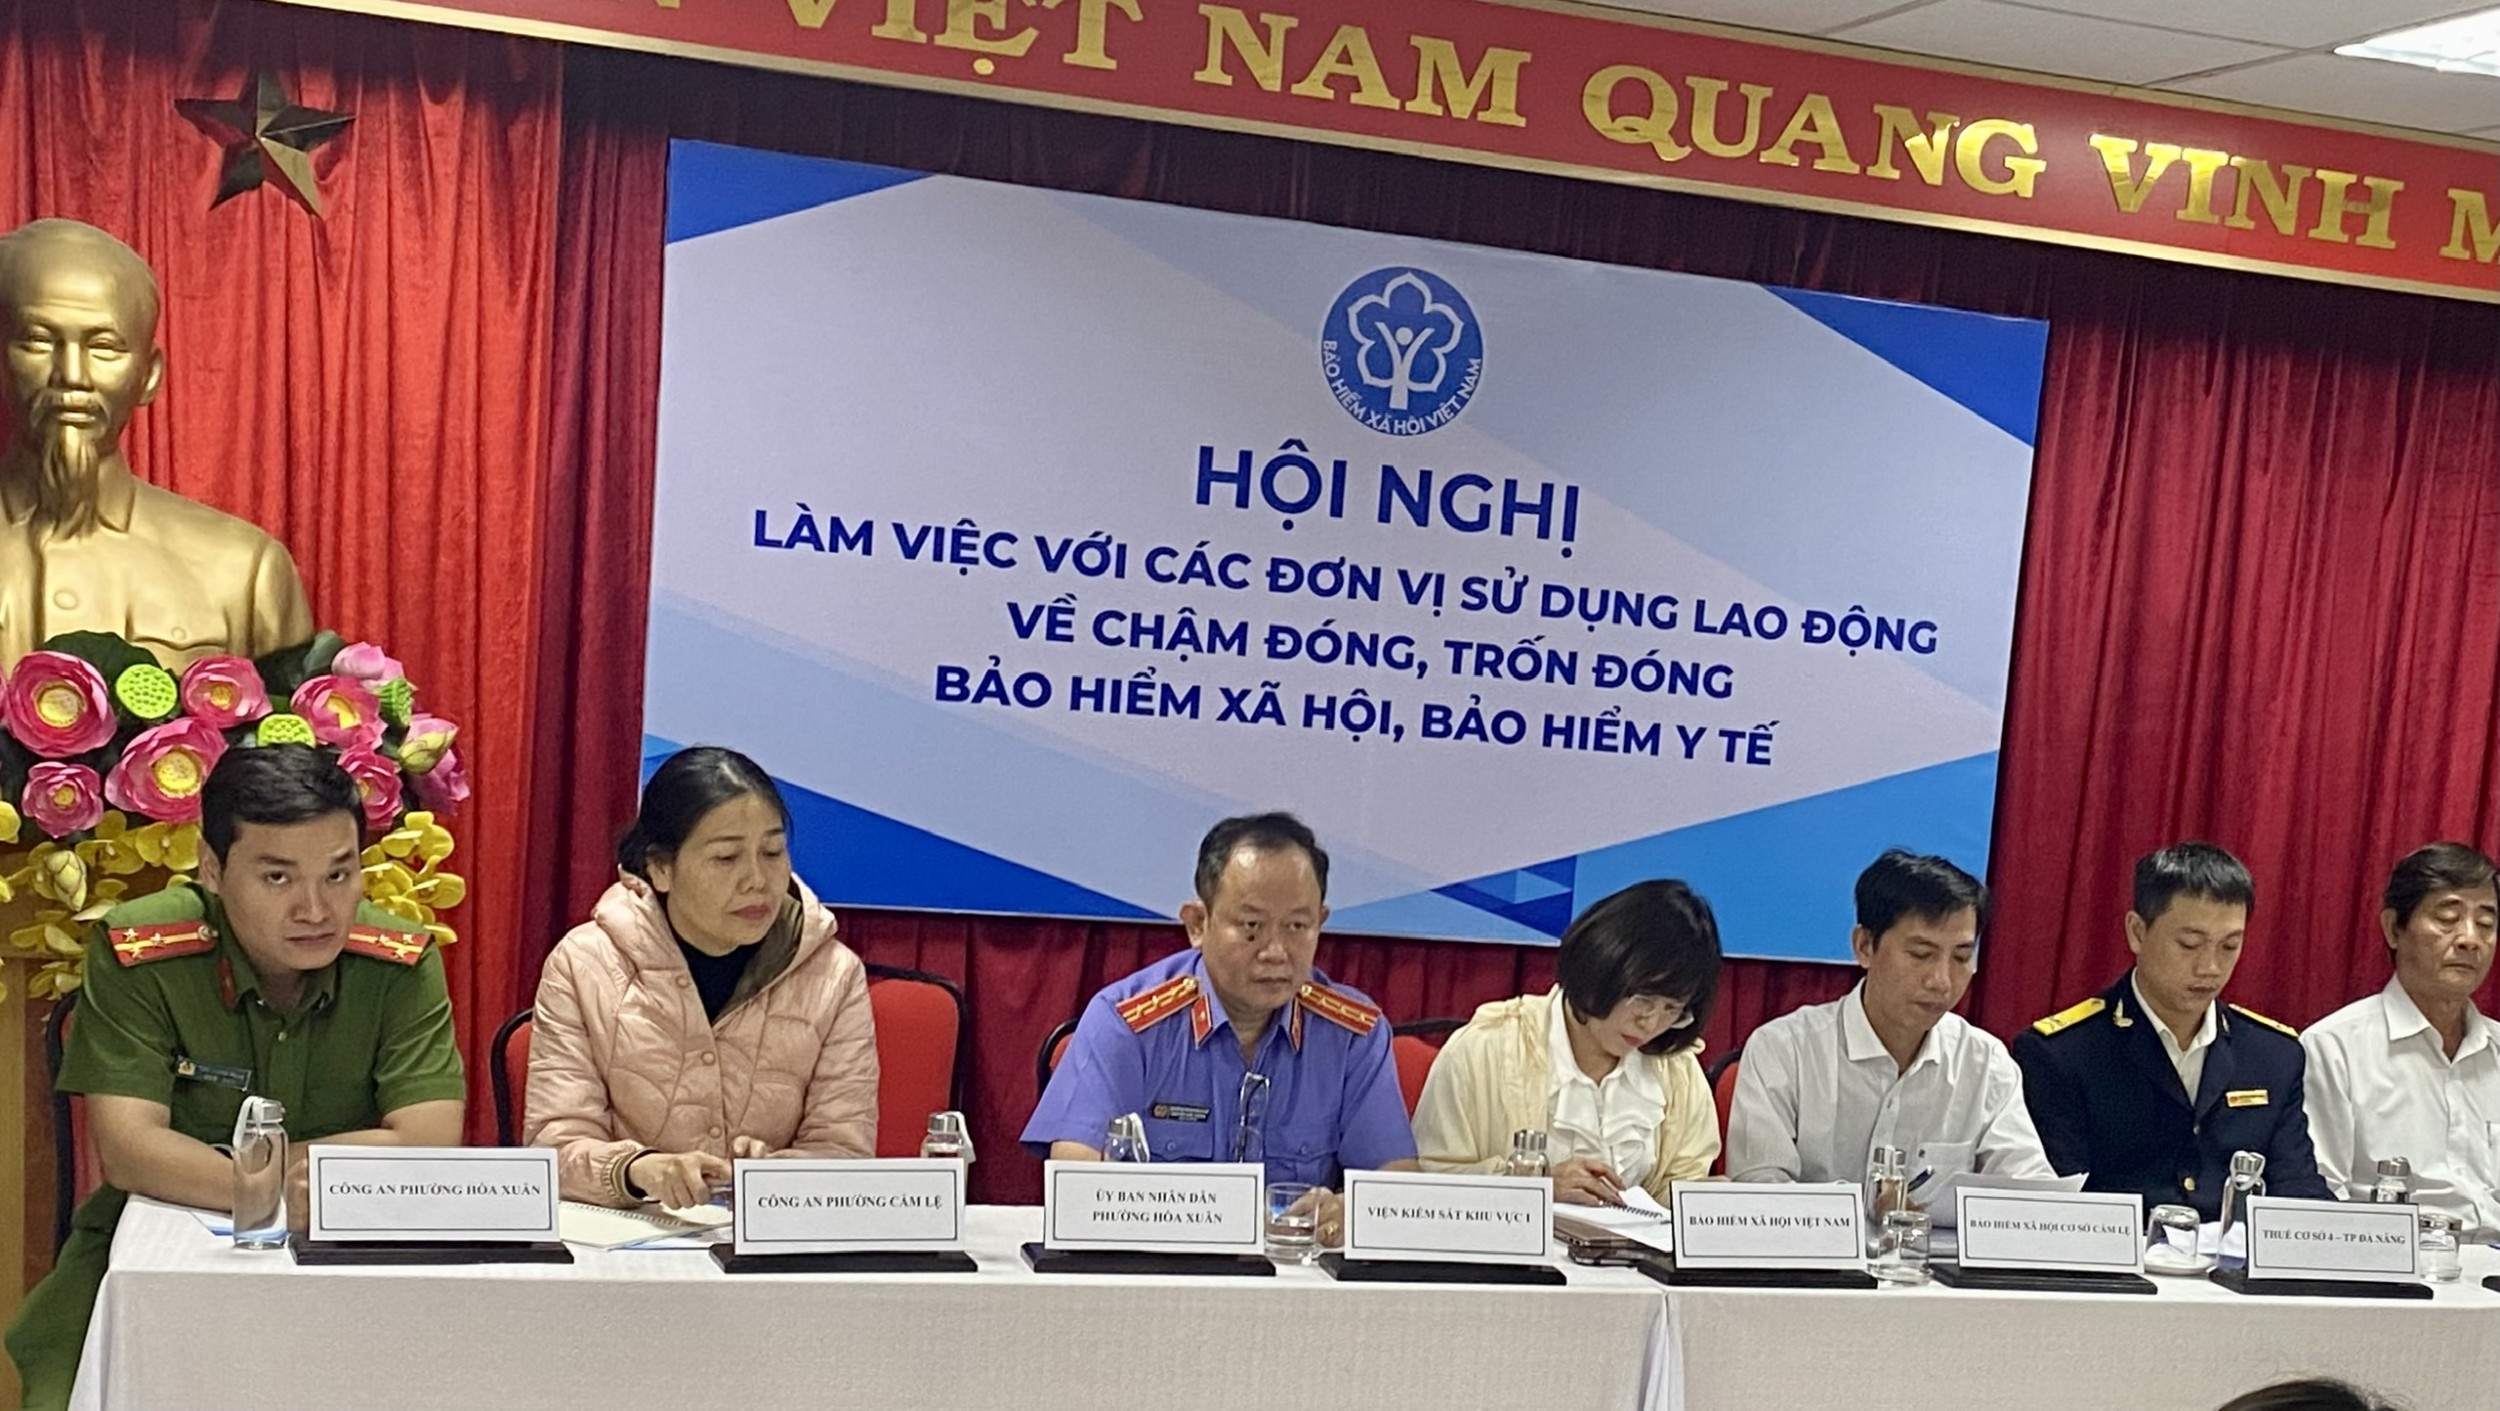 VIỆT NAM QUANG VINH M
BẢO HIỂM XÃ HỘI VIỆT NAM
HỘI NGHỊ
LÀM VIỆC VỚI CÁC ĐƠN VỊ SỬ DỤNG LAO ĐỘNG
VỀ CHẬM ĐÓNG, TRỐN ĐÓNG
BẢO HIỂM XÃ HỘI, BẢO HIỂM Y TẾ
CÔNG AN PHƯỜNG HÒA XUÂN
CÔNG AN PHƯỜNG CẨM LỆ
ỦY BAN NHÂN DÂN
PHƯỜNG HÒA XUÂN
VIỆN KIỂM SÁT KHU VỰC 1
BẢO HIỂM XÃ HỘI VIỆT NAM
BẢO HIỂM XÃ HỘI CƠ SỞ CẨM LỆ
THUẾ CƠ SỞ 4 – TP ĐÀ NẴNG